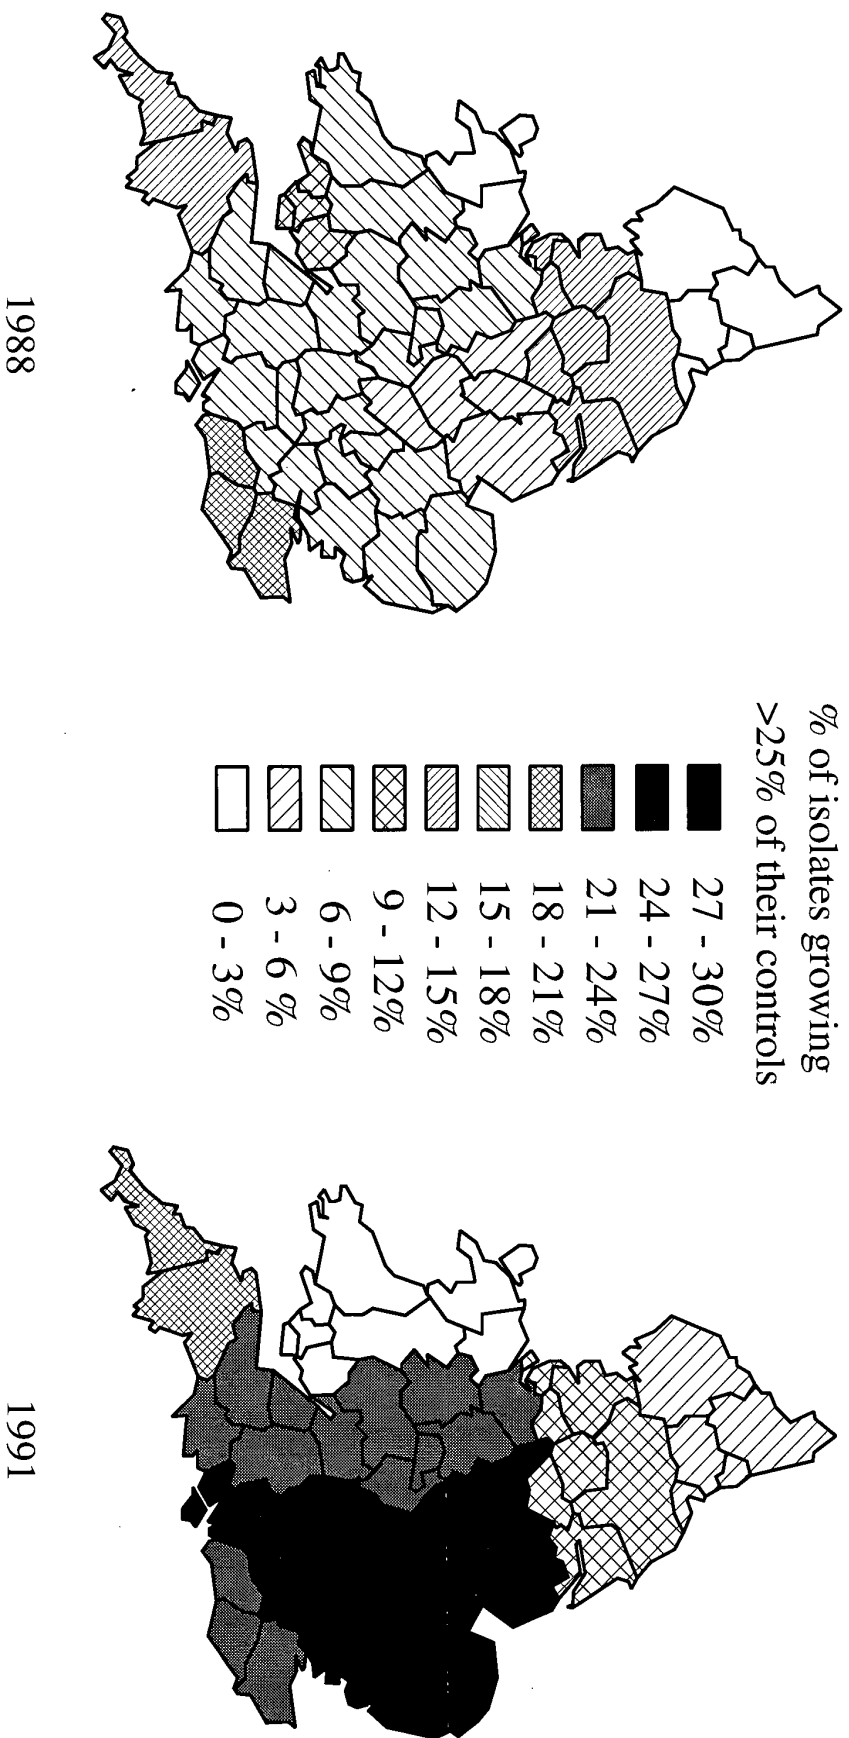 1988
% of isolates growing
>25% of their controls
27 - 30%
24 - 27%
21 - 24%
18 - 21%
15 - 18%
12 - 15%
9 - 12%
6 - 9%
3 - 6 %
0 - 3%
1991